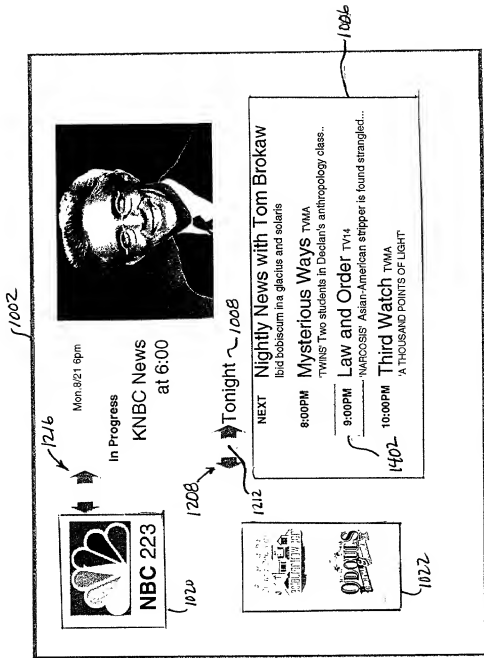 1002
1216
Mon.8/21 6pm
In Progress
KNBC News
at 6:00
NBC 223
1020
1208
Tonight
1008
1006
1212
NEXT Nightly News with Tom Brokaw
Ibid bobiscum ina glacius and solaris
8:00PM Mysterious Ways TVMA
'TWINS' Two students in Declan's anthropology class..
9:00PM Law and Order TV14
'NARCOSIS' Asian-American stripper is found strangled...
10:00PM Third Watch TVMA
'A THOUSAND POINTS OF LIGHT'
1402
O'DOUL'S
1022